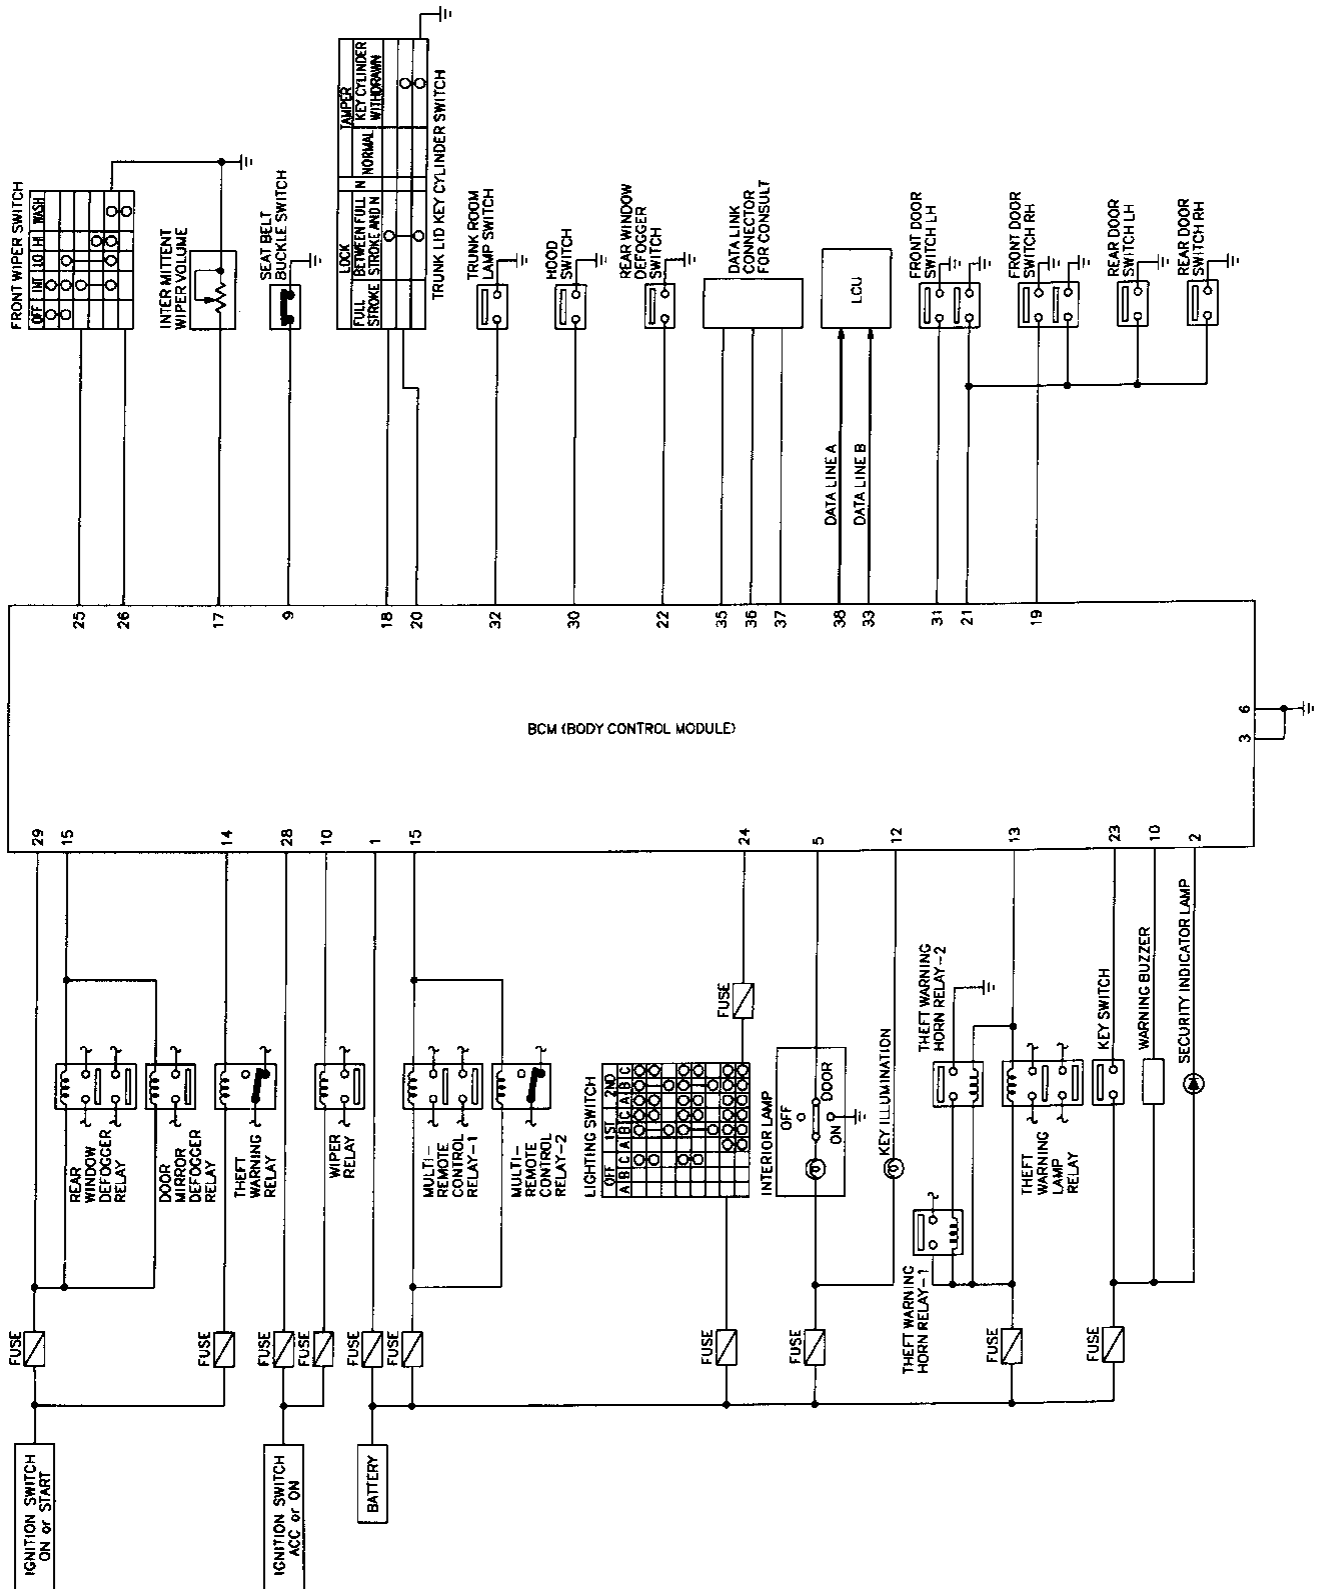 FRONT WIPER SWITCH
OFF
INT
LO
HI
WASH
INTERMITTENT
WIPER VOLUME
SEAT BELT
BUCKLE SWITCH
LOCK
TAMPER
FULL
STROKE
BETWEEN FULL
STROKE AND N
N
NORMAL
KEY CYLINDER
WITHDRAWN
TRUNK LID KEY CYLINDER SWITCH
TRUNK ROOM
LAMP SWITCH
HOOD
SWITCH
REAR WINDOW
DEFOGGER
SWITCH
DATA LINK
CONNECTOR
FOR CONSULT
LCU
DATA LINE A
DATA LINE B
FRONT DOOR
SWITCH LH
FRONT DOOR
SWITCH RH
REAR DOOR
SWITCH LH
REAR DOOR
SWITCH RH
25
26
17
9
18
20
32
30
22
35
36
37
38
33
31
21
19
BCM (BODY CONTROL MODULE)
6
3
29
15
14
28
10
1
15
24
5
12
13
23
10
2
REAR
WINDOW
DEFOGGER
RELAY
DOOR
MIRROR
DEFOGGER
RELAY
THEFT
WARNING
RELAY
WIPER
RELAY
MULTI-
REMOTE
CONTROL
RELAY-1
MULTI-
REMOTE
CONTROL
RELAY-2
FUSE
LIGHTING SWITCH
OFF
1ST
2ND
A B C
A B C
A B C
INTERIOR LAMP
OFF
DOOR
ON
KEY ILLUMINATION
THEFT WARNING
HORN RELAY-2
THEFT WARNING
HORN RELAY-1
THEFT
WARNING
LAMP
RELAY
KEY SWITCH
WARNING BUZZER
SECURITY INDICATOR LAMP
FUSE
FUSE
FUSE
FUSE
FUSE
FUSE
FUSE
FUSE
FUSE
FUSE
IGNITION SWITCH
ON or START
IGNITION SWITCH
ACC or ON
BATTERY